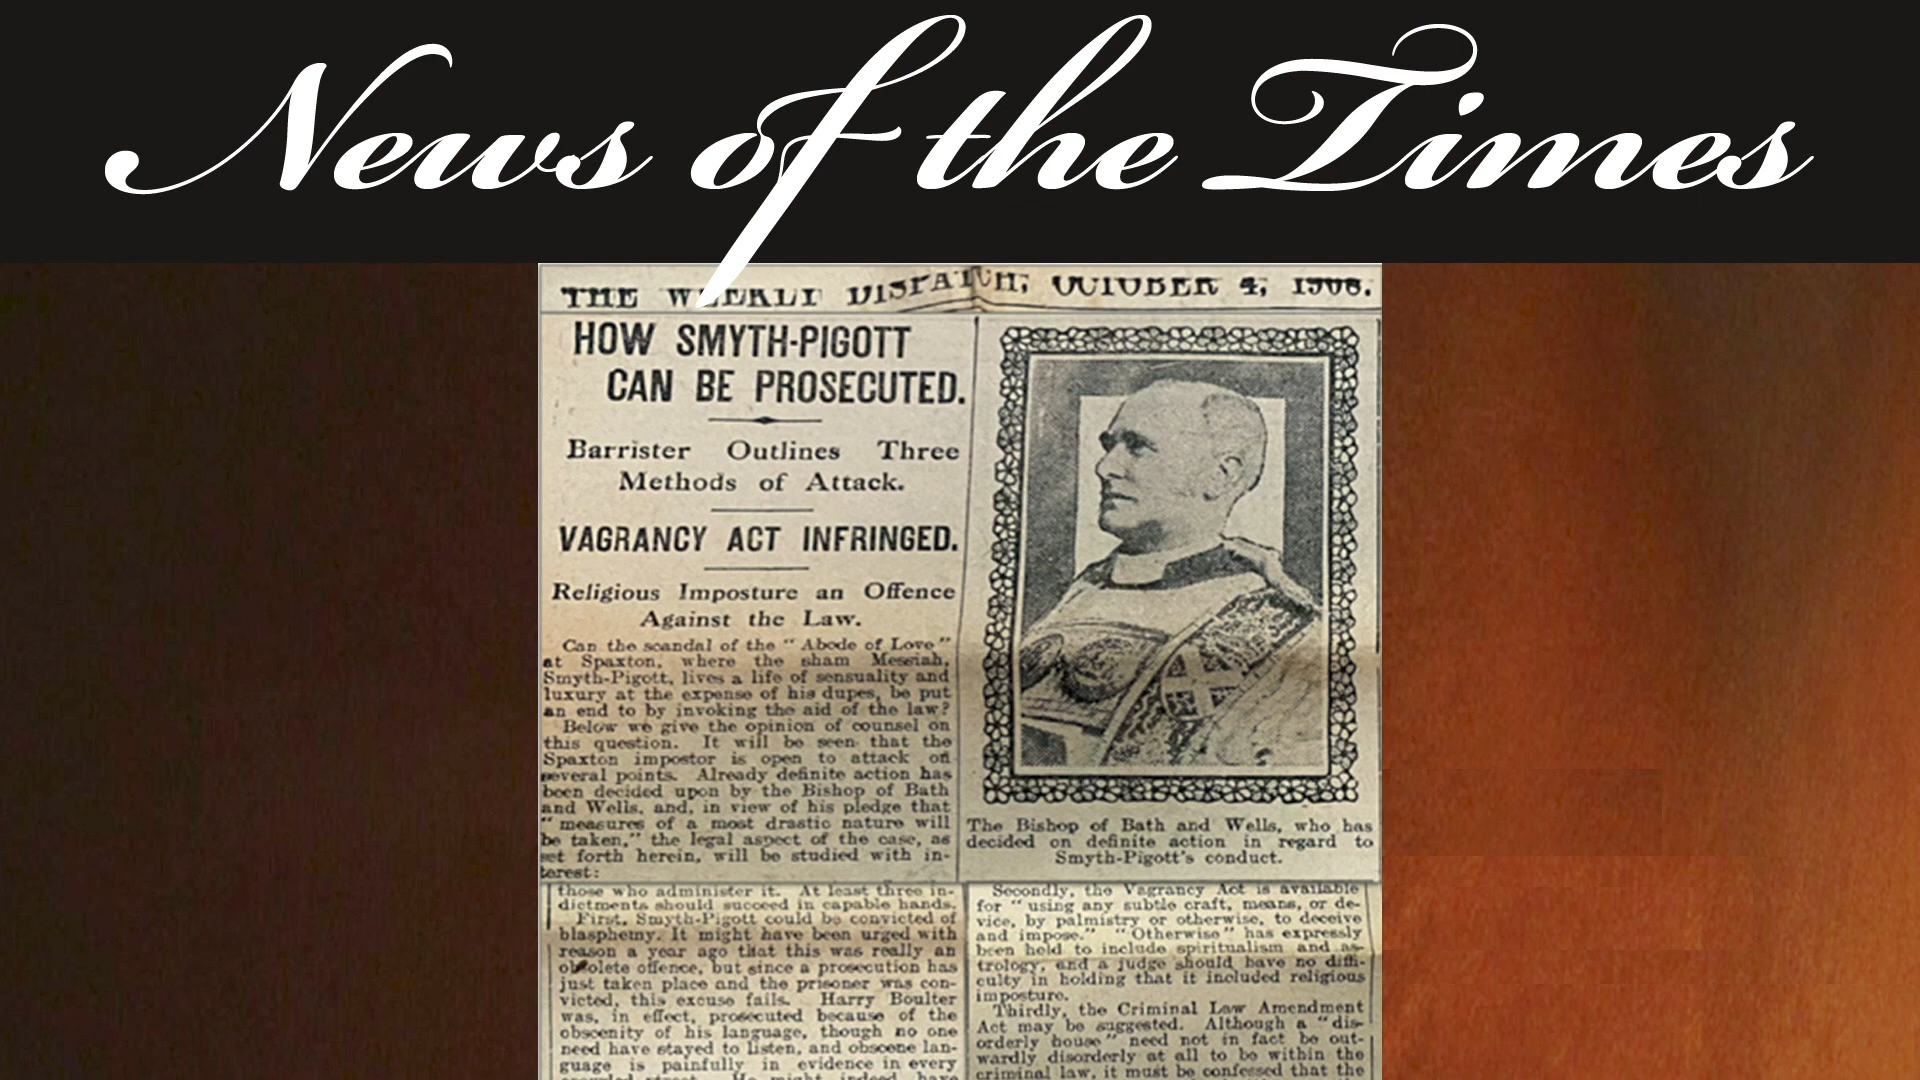 News of the Times
THE WEEKLY DISPATCH, OCTOBER 4, 1908.
HOW SMYTH-PIGOTT
CAN BE PROSECUTED.
Barrister Outlines Three
Methods of Attack.
VAGRANCY ACT INFRINGED.
Religious Imposture an Offence
Against the Law.
Can the scandal of the "Abode of Love"
at Spaxton, where the sham Messiah,
Smyth-Pigott, lives a life of sensuality and
luxury at the expense of his dupes, be put
an end to by invoking the aid of the law?
Below we give the opinion of counsel on
this question. It will be seen that the
Spaxton impostor is open to attack on
several points. Already definite action has
been decided upon by the Bishop of Bath
and Wells, and, in view of his pledge that
"measures of a most drastic nature will
be taken," the legal aspect of the case, as
set forth herein, will be studied with in-
terest:
those who administer it. At least three in-
dictments should succeed in capable hands.
First, Smyth-Pigott could be convicted of
blasphemy. It might have been urged with
reason a year ago that this was really an
obsolete offence, but since a prosecution has
just taken place and the prisoner was con-
victed, this excuse fails. Harry Boulter
was, in effect, prosecuted because of the
obscenity of his language, though no one
need have stayed to listen, and obscene lan-
guage is painfully in evidence in every
The Bishop of Bath and Wells, who has
decided on definite action in regard to
Smyth-Pigott's conduct.
Secondly, the Vagrancy Act is available
for "using any subtle craft, means, or de-
vice, by palmistry or otherwise, to deceive
and impose." "Otherwise" has expressly
been held to include spiritualism and as-
trology, and a judge should have no diffi-
culty in holding that it included religious
imposture.
Thirdly, the Criminal Law Amendment
Act may be suggested. Although a "dis-
orderly house" need not in fact be out-
wardly disorderly at all to be within the
criminal law, it must be confessed that the